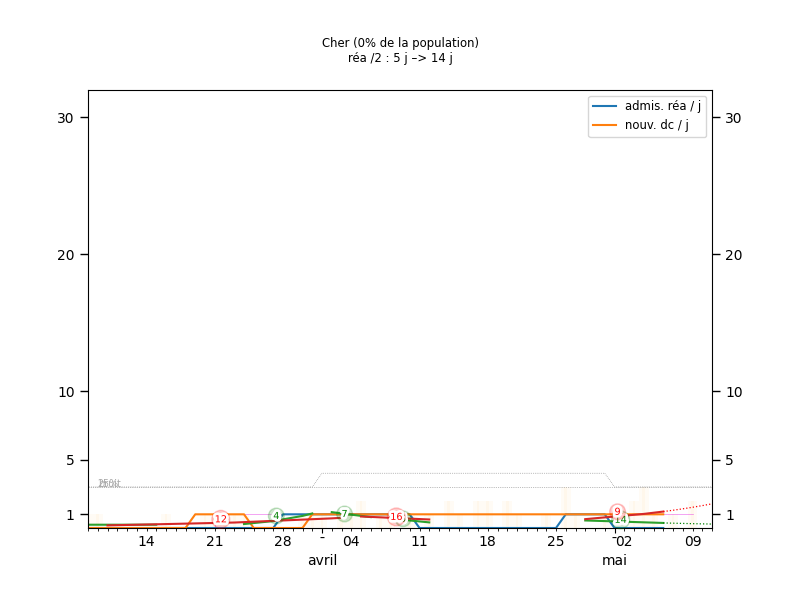 Cher (0% de la population)
réa /2 : 5 j –> 14 j
admis. réa / j
nouv. dc / j
30 30
20 20
10 10
5 5
1 1
12 4 7 16 9 14
14 21 28 - 04 11 18 25 - 02 09
avril mai